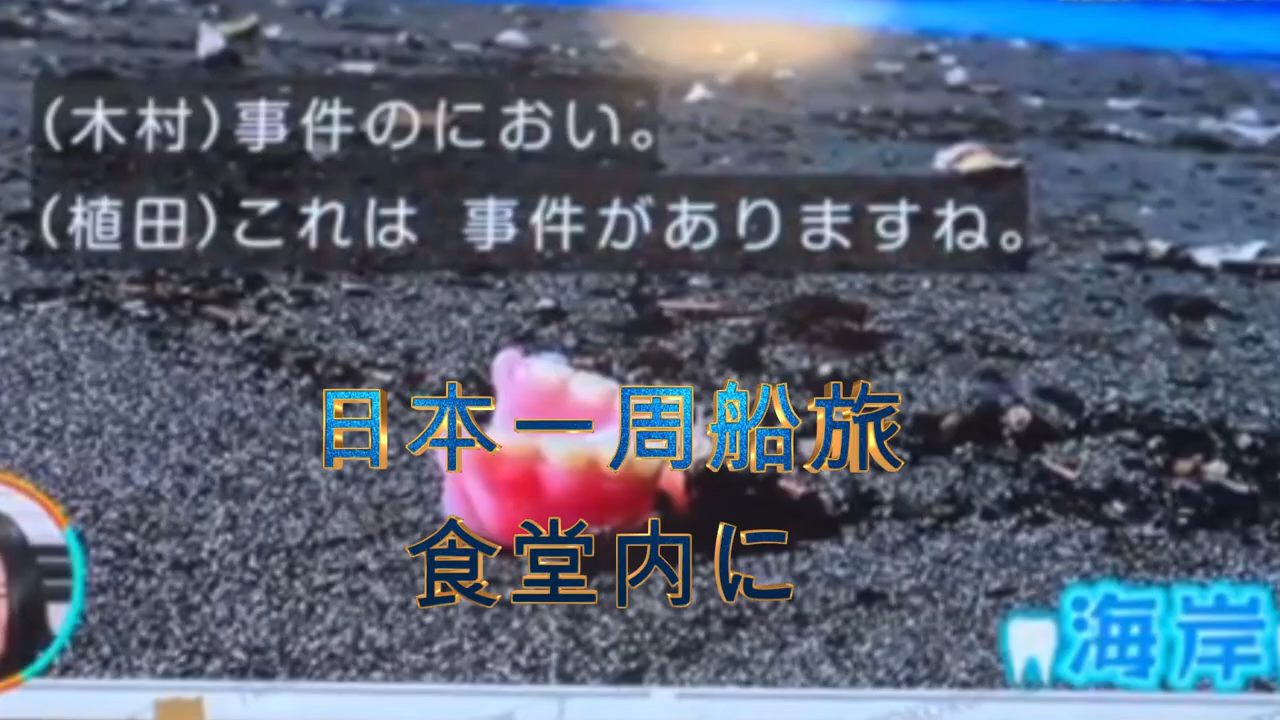 (木村)事件のにおい。
(植田)これは 事件がありますね。
日本一周船旅
食堂内に
海岸